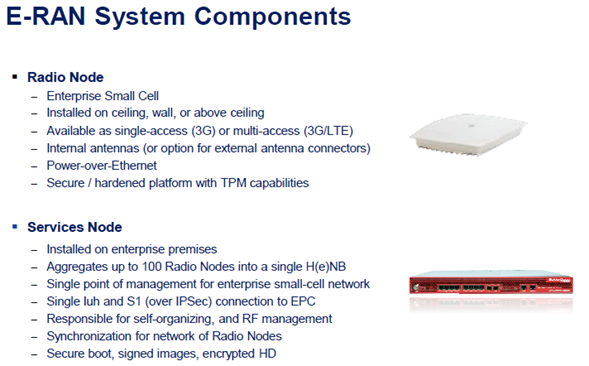 E-RAN System Components
▪ Radio Node
– Enterprise Small Cell
– Installed on ceiling, wall, or above ceiling
– Available as single-access (3G) or multi-access (3G/LTE)
– Internal antennas (or option for external antenna connectors)
– Power-over-Ethernet
– Secure / hardened platform with TPM capabilities
▪ Services Node
– Installed on enterprise premises
– Aggregates up to 100 Radio Nodes into a single H(e)NB
– Single point of management for enterprise small-cell network
– Single Iuh and S1 (over IPSec) connection to EPC
– Responsible for self-organizing, and RF management
– Synchronization for network of Radio Nodes
– Secure boot, signed images, encrypted HD